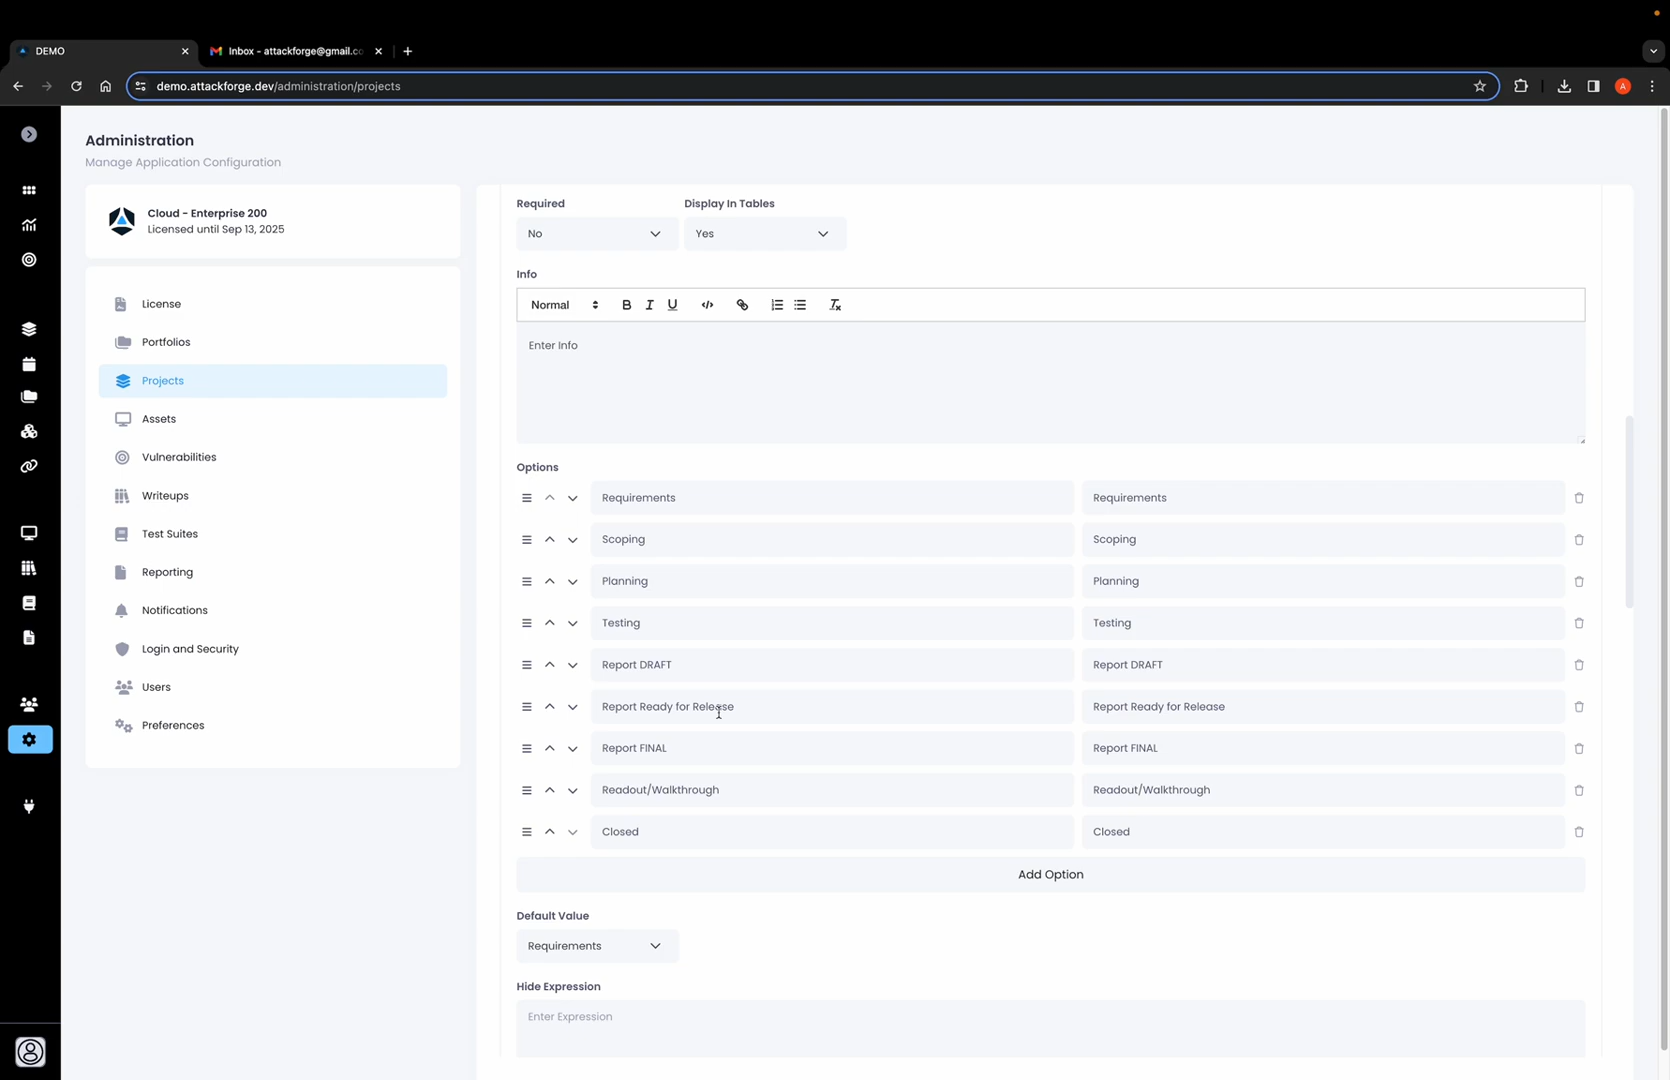 DEMO
Inbox - attackforge@gmail.co
demo.attackforge.dev/administration/projects
A
Administration
Manage Application Configuration
Cloud - Enterprise 200
Licensed until Sep 13, 2025
License
Portfolios
Projects
Assets
Vulnerabilities
Writeups
Test Suites
Reporting
Notifications
Login and Security
Users
Preferences
Required Display In Tables
No Yes
Info
Normal B I U
Enter Info
Options
Requirements Requirements
Scoping Scoping
Planning Planning
Testing Testing
Report DRAFT Report DRAFT
Report Ready for Release Report Ready for Release
Report FINAL Report FINAL
Readout/Walkthrough Readout/Walkthrough
Closed Closed
Add Option
Default Value
Requirements
Hide Expression
Enter Expression